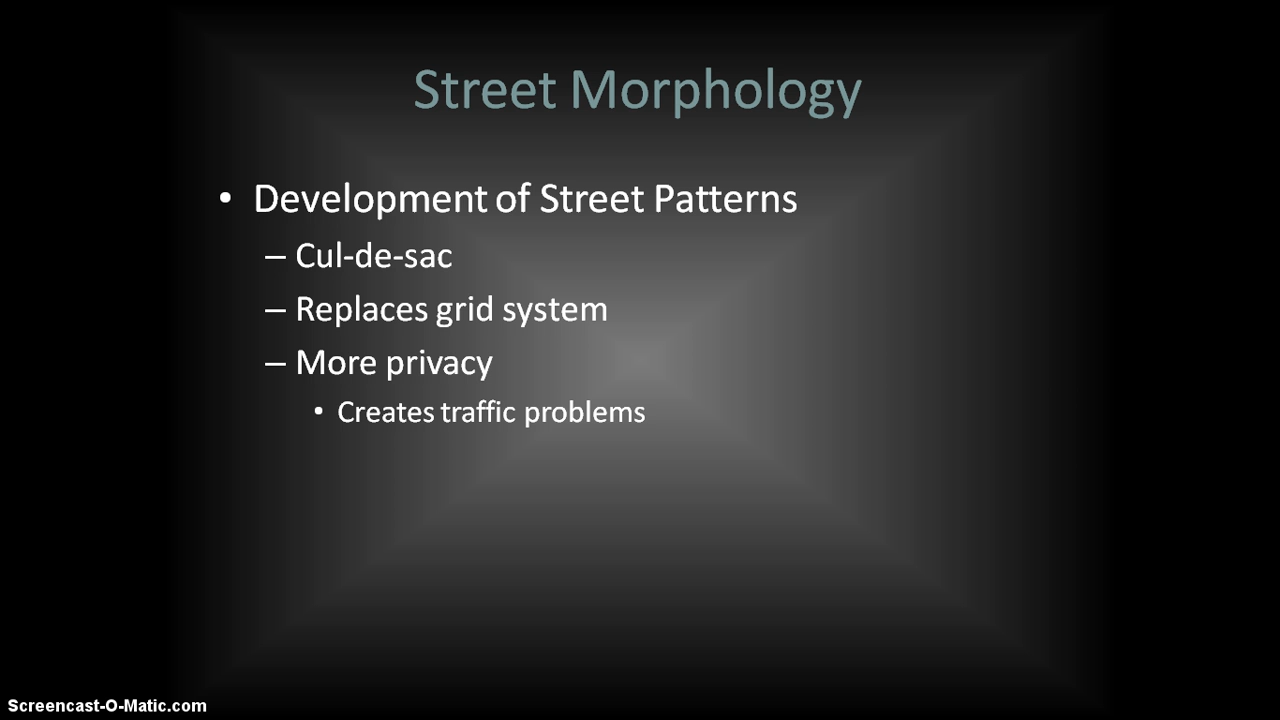 Street Morphology
• Development of Street Patterns
– Cul-de-sac
– Replaces grid system
– More privacy
• Creates traffic problems
Screencast-O-Matic.com